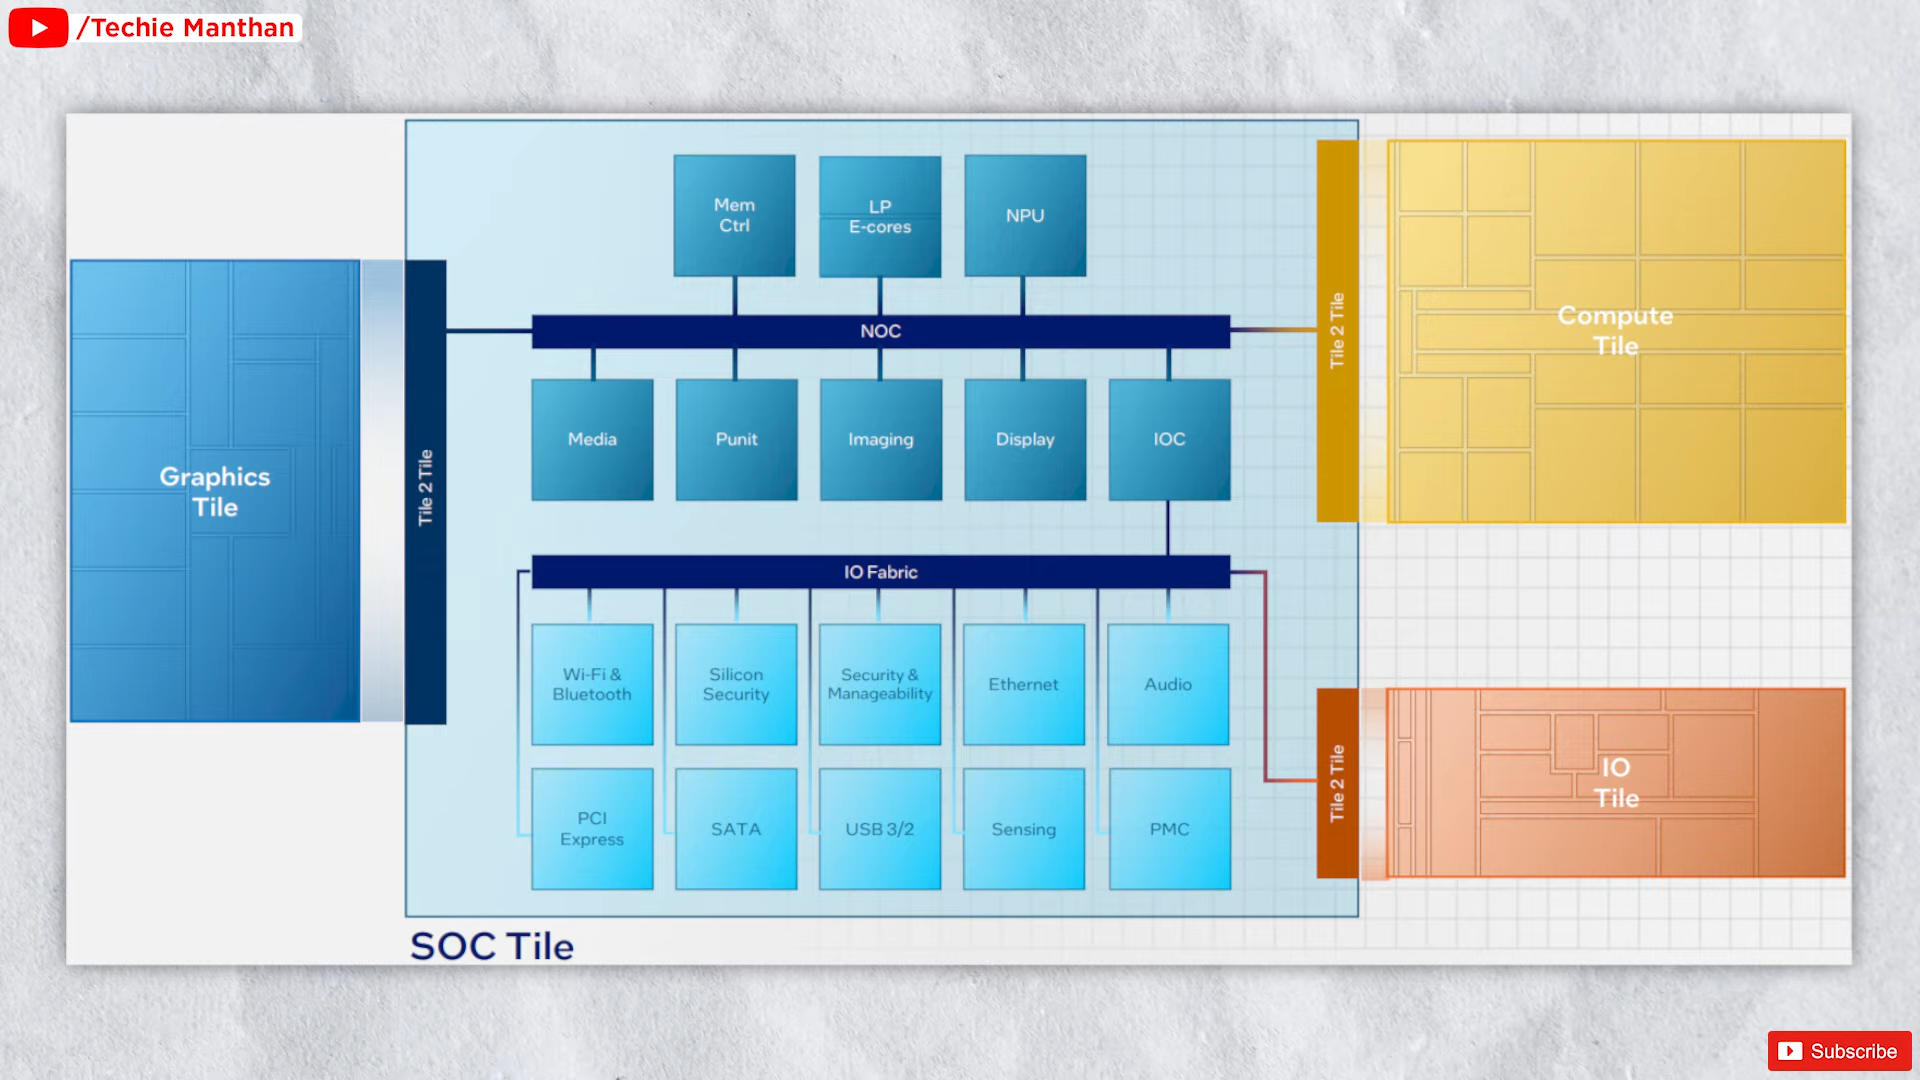 /Techie Manthan
Mem
Ctrl
LP
E-cores
NPU
NOC
Tile 2 Tile
Compute
Tile
Media
Punit
Imaging
Display
IOC
Graphics
Tile
Tile 2 Tile
IO Fabric
Wi-Fi &
Bluetooth
Silicon
Security
Security &
Manageability
Ethernet
Audio
Tile 2 Tile
IO
Tile
PCI
Express
SATA
USB 3/2
Sensing
PMC
SOC Tile
Subscribe